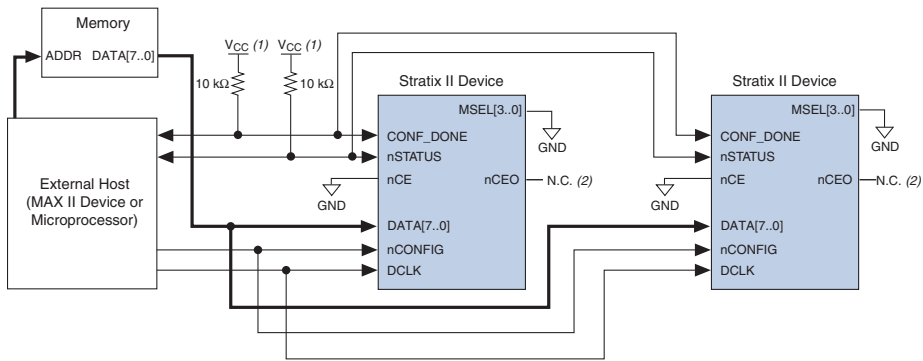 Memory
ADDR DATA[7..0]
VCC (1) VCC (1)
10 kΩ 10 kΩ
Stratix II Device
Stratix II Device
External Host
(MAX II Device or
Microprocessor)
MSEL[3..0]
CONF_DONE
nSTATUS
nCE
nCEO
DATA[7..0]
nCONFIG
DCLK
GND
GND
N.C. (2)
MSEL[3..0]
CONF_DONE
nSTATUS
nCE
nCEO
DATA[7..0]
nCONFIG
DCLK
GND
GND
N.C. (2)